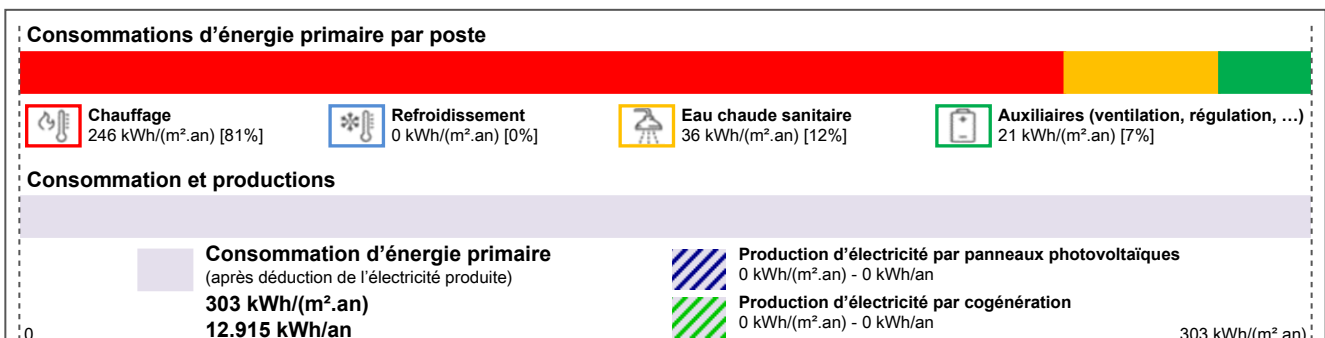 Consommations d’énergie primaire par poste
Chauffage
246 kWh/(m².an) [81%]
Refroidissement
0 kWh/(m².an) [0%]
Eau chaude sanitaire
36 kWh/(m².an) [12%]
Auxiliaires (ventilation, régulation, …)
21 kWh/(m².an) [7%]
Consommation et productions
Consommation d’énergie primaire
(après déduction de l’électricité produite)
303 kWh/(m².an)
12.915 kWh/an
Production d’électricité par panneaux photovoltaïques
0 kWh/(m².an) - 0 kWh/an
Production d’électricité par cogénération
0 kWh/(m².an) - 0 kWh/an
0
303 kWh/(m².an)